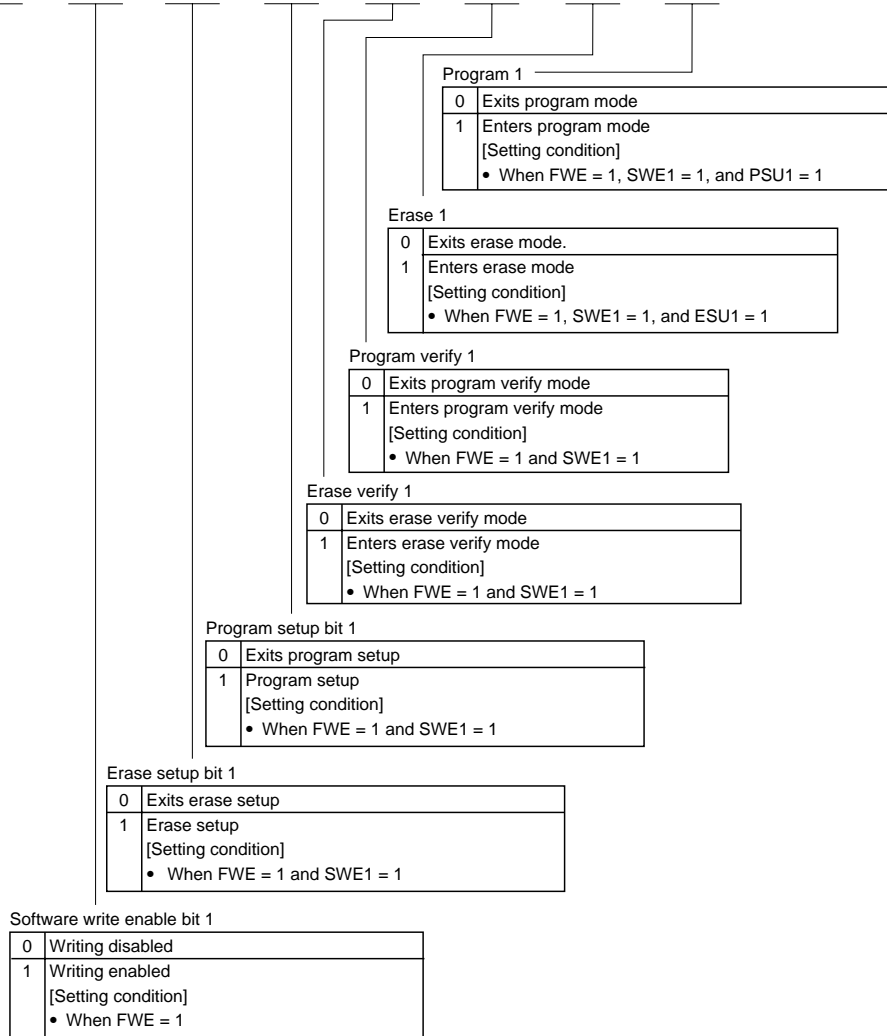 Program 1
0 Exits program mode
1 Enters program mode
[Setting condition]
• When FWE = 1, SWE1 = 1, and PSU1 = 1
Erase 1
0 Exits erase mode.
1 Enters erase mode
[Setting condition]
• When FWE = 1, SWE1 = 1, and ESU1 = 1
Program verify 1
0 Exits program verify mode
1 Enters program verify mode
[Setting condition]
• When FWE = 1 and SWE1 = 1
Erase verify 1
0 Exits erase verify mode
1 Enters erase verify mode
[Setting condition]
• When FWE = 1 and SWE1 = 1
Program setup bit 1
0 Exits program setup
1 Program setup
[Setting condition]
• When FWE = 1 and SWE1 = 1
Erase setup bit 1
0 Exits erase setup
1 Erase setup
[Setting condition]
• When FWE = 1 and SWE1 = 1
Software write enable bit 1
0 Writing disabled
1 Writing enabled
[Setting condition]
• When FWE = 1